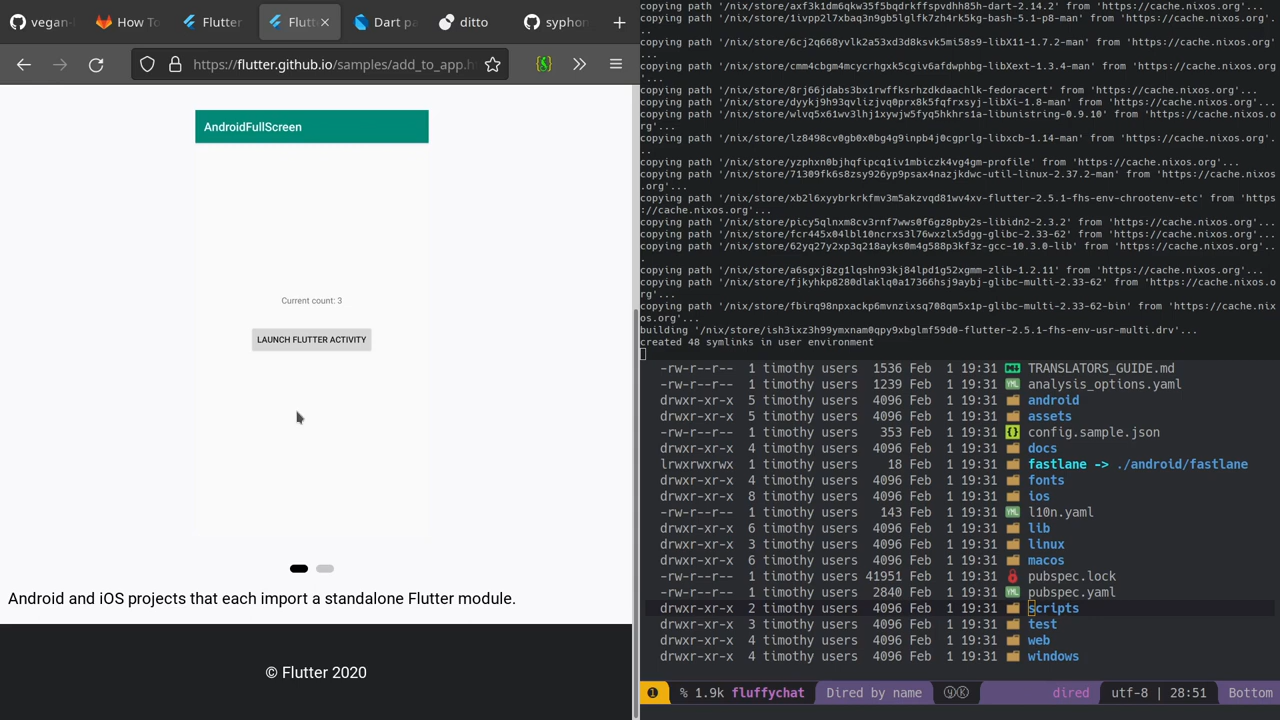 vegan-
How To
Flutter
Flutt
Dart pa
ditto
syphon
https://flutter.github.io/samples/add_to_app.h
AndroidFullScreen
Current count: 3
LAUNCH FLUTTER ACTIVITY
Android and iOS projects that each import a standalone Flutter module.
© Flutter 2020
copying path '/nix/store/axf3k1dm6qkw35f5bqdrkffspvdhh85h-dart-2.14.2' from 'https://cache.nixos.org'...
copying path '/nix/store/1ivpp2l7xbaq3n9gb5lglfk7zh4rk5kg-bash-5.1-p8-man' from 'https://cache.nixos.org'.
..
copying path '/nix/store/6cj2q668yvlk2a53xd3d8ksvk5mi58s9-libX11-1.7.2-man' from 'https://cache.nixos.org'
...
copying path '/nix/store/cmm4cbgm4mcycrhgxk5cgiv6afdwphbg-libXext-1.3.4-man' from 'https://cache.nixos.org
'...
copying path '/nix/store/8rj66jdabs3bx1rwffksrhzdkdaachlk-fedoracert' from 'https://cache.nixos.org'...
copying path '/nix/store/dyykj9h93qvlizjvq0prx8k5fqfrxsyj-libXi-1.8-man' from 'https://cache.nixos.org'...
copying path '/nix/store/wlvq5x61wv3lhj1xywjw5fyq5hkhrs1a-libunistring-0.9.10' from 'https://cache.nixos.o
rg'...
copying path '/nix/store/lz8498cv0gb0x0bg4g9inpb4j0cgprlg-libxcb-1.14-man' from 'https://cache.nixos.org'.
..
copying path '/nix/store/yzphxn0bjhqfipcq1iv1mbiczk4vg4gm-profile' from 'https://cache.nixos.org'...
copying path '/nix/store/71309fk6s8zsy926yp9psax4nazjkdwc-util-linux-2.37.2-man' from 'https://cache.nixos
.org'...
copying path '/nix/store/xb2l6xyybrkrkfmv3m5akzvqd81wv4xv-flutter-2.5.1-fhs-env-chrootenv-etc' from 'https
://cache.nixos.org'...
copying path '/nix/store/picy5qlnxm8cv3rnf7wws0f6gz8pby2s-libidn2-2.3.2' from 'https://cache.nixos.org'...
copying path '/nix/store/fcr445x04lbl10ncrxs3l76wxzlx5dgg-glibc-2.33-62' from 'https://cache.nixos.org'...
copying path '/nix/store/62yq27y2xp3q218ayks0m4g588p3kf3z-gcc-10.3.0-lib' from 'https://cache.nixos.org'..
.
copying path '/nix/store/a6sgxj8zg1lqshn93kj84lpd1g52xgmm-zlib-1.2.11' from 'https://cache.nixos.org'...
copying path '/nix/store/fjkyhkp8280dlaklq0a17366hsj9aybj-glibc-multi-2.33-62' from 'https://cache.nixos.o
rg'...
copying path '/nix/store/fbirq98npxackp6mvnzixsq708qm5x1p-glibc-multi-2.33-62-bin' from 'https://cache.nix
os.org'...
building '/nix/store/ish3ixz3h99ymxnam0qpy9xbglmf59d0-flutter-2.5.1-fhs-env-usr-multi.drv'...
created 48 symlinks in user environment
-rw-r--r-- 1 timothy users 1536 Feb 1 19:31 TRANSLATORS_GUIDE.md
-rw-r--r-- 1 timothy users 1239 Feb 1 19:31 YML analysis_options.yaml
drwxr-xr-x 5 timothy users 4096 Feb 1 19:31 android
drwxr-xr-x 5 timothy users 4096 Feb 1 19:31 assets
-rw-r--r-- 1 timothy users 353 Feb 1 19:31 {} config.sample.json
drwxr-xr-x 4 timothy users 4096 Feb 1 19:31 docs
lrwxrwxrwx 1 timothy users 18 Feb 1 19:31 fastlane -> ./android/fastlane
drwxr-xr-x 4 timothy users 4096 Feb 1 19:31 fonts
drwxr-xr-x 8 timothy users 4096 Feb 1 19:31 ios
-rw-r--r-- 1 timothy users 143 Feb 1 19:31 YML l10n.yaml
drwxr-xr-x 6 timothy users 4096 Feb 1 19:31 lib
drwxr-xr-x 3 timothy users 4096 Feb 1 19:31 linux
drwxr-xr-x 6 timothy users 4096 Feb 1 19:31 macos
-rw-r--r-- 1 timothy users 41951 Feb 1 19:31 pubspec.lock
-rw-r--r-- 1 timothy users 2840 Feb 1 19:31 YML pubspec.yaml
drwxr-xr-x 2 timothy users 4096 Feb 1 19:31 scripts
drwxr-xr-x 3 timothy users 4096 Feb 1 19:31 test
drwxr-xr-x 4 timothy users 4096 Feb 1 19:31 web
drwxr-xr-x 4 timothy users 4096 Feb 1 19:31 windows
❶ % 1.9k fluffychat Dired by name ⓎⓀ dired utf-8 | 28:51 Bottom